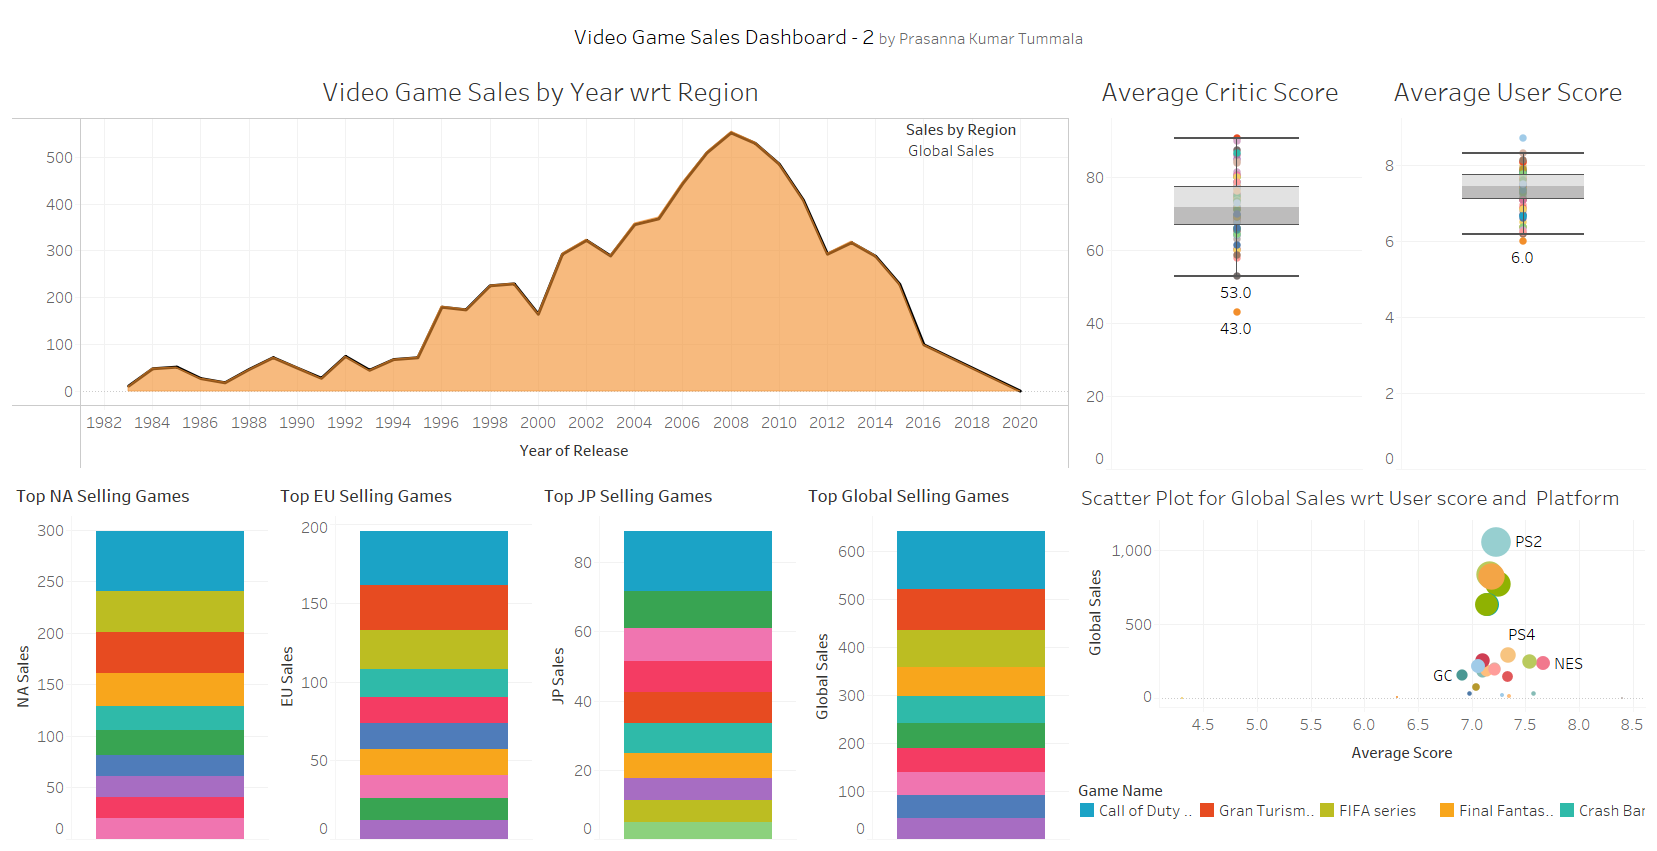 Video Game Sales Dashboard - 2 by Prasanna Kumar Tummala
Video Game Sales by Year wrt Region
Sales by Region
Global Sales
500
400
300
200
100
0
1982 1984 1986 1988 1990 1992 1994 1996 1998 2000 2002 2004 2006 2008 2010 2012 2014 2016 2018 2020
Year of Release
Average Critic Score
80
60
40
20
0
53.0
43.0
Average User Score
8
6
4
2
0
6.0
Top NA Selling Games
NA Sales
300
250
200
150
100
50
0
Top EU Selling Games
EU Sales
200
150
100
50
0
Top JP Selling Games
JP Sales
80
60
40
20
0
Top Global Selling Games
Global Sales
600
500
400
300
200
100
0
Scatter Plot for Global Sales wrt User score and Platform
Global Sales
1,000
500
0
PS2
PS4
NES
GC
4.5 5.0 5.5 6.0 6.5 7.0 7.5 8.0 8.5
Average Score
Game Name
Call of Duty .. Gran Turism.. FIFA series Final Fantas.. Crash Bar